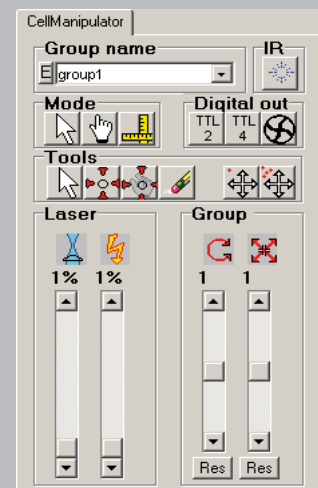 CellManipulator
Group name
IR
E group1
Mode
Digital out
TTL 2
TTL 4
Tools
Laser
Group
1% 1%
1 1
Res Res